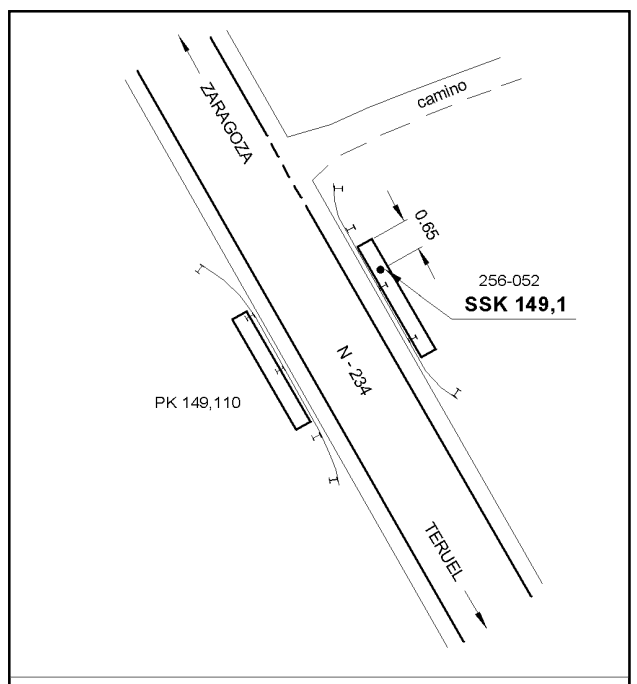 ZARAGOZA
camino
0.65
256-052
SSK 149,1
N - 234
PK 149,110
TERUEL